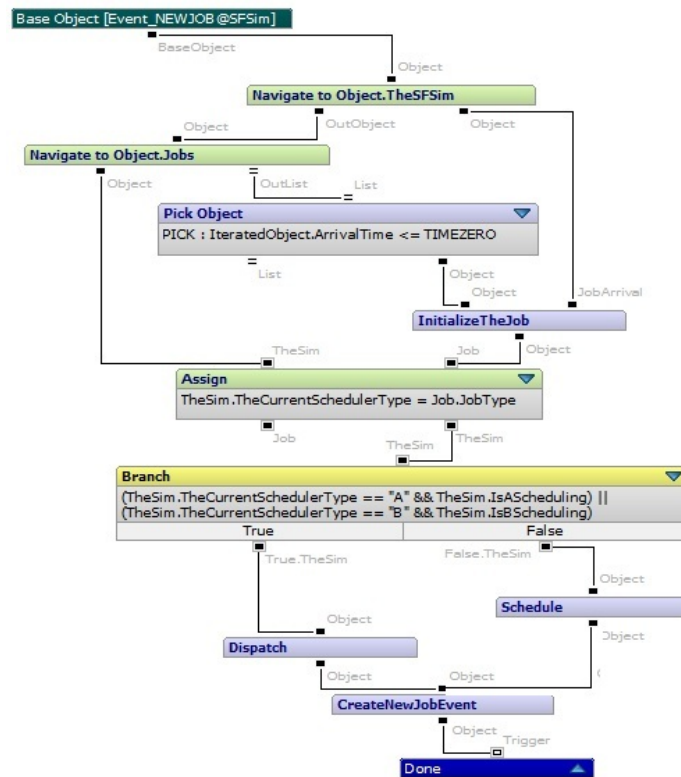 Base Object [Event_NEWJOB@SFSim]
BaseObject
Object
Navigate to Object.TheSFSim
Object
OutObject
Object
Navigate to Object.Jobs
Object
OutList
List
Pick Object
PICK : IteratedObject.ArrivalTime <= TIMEZERO
List
Object
Object
JobArrival
InitializeTheJob
TheSim
Job
Object
Assign
TheSim.TheCurrentSchedulerType = Job.JobType
Job
TheSim
TheSim
Branch
(TheSim.TheCurrentSchedulerType == "A" && TheSim.IsAScheduling) ||
(TheSim.TheCurrentSchedulerType == "B" && TheSim.IsBScheduling)
True
False
True.TheSim
False.TheSim
Object
Schedule
Object
Object
Dispatch
Object
Object
CreateNewJobEvent
Object
Trigger
Done